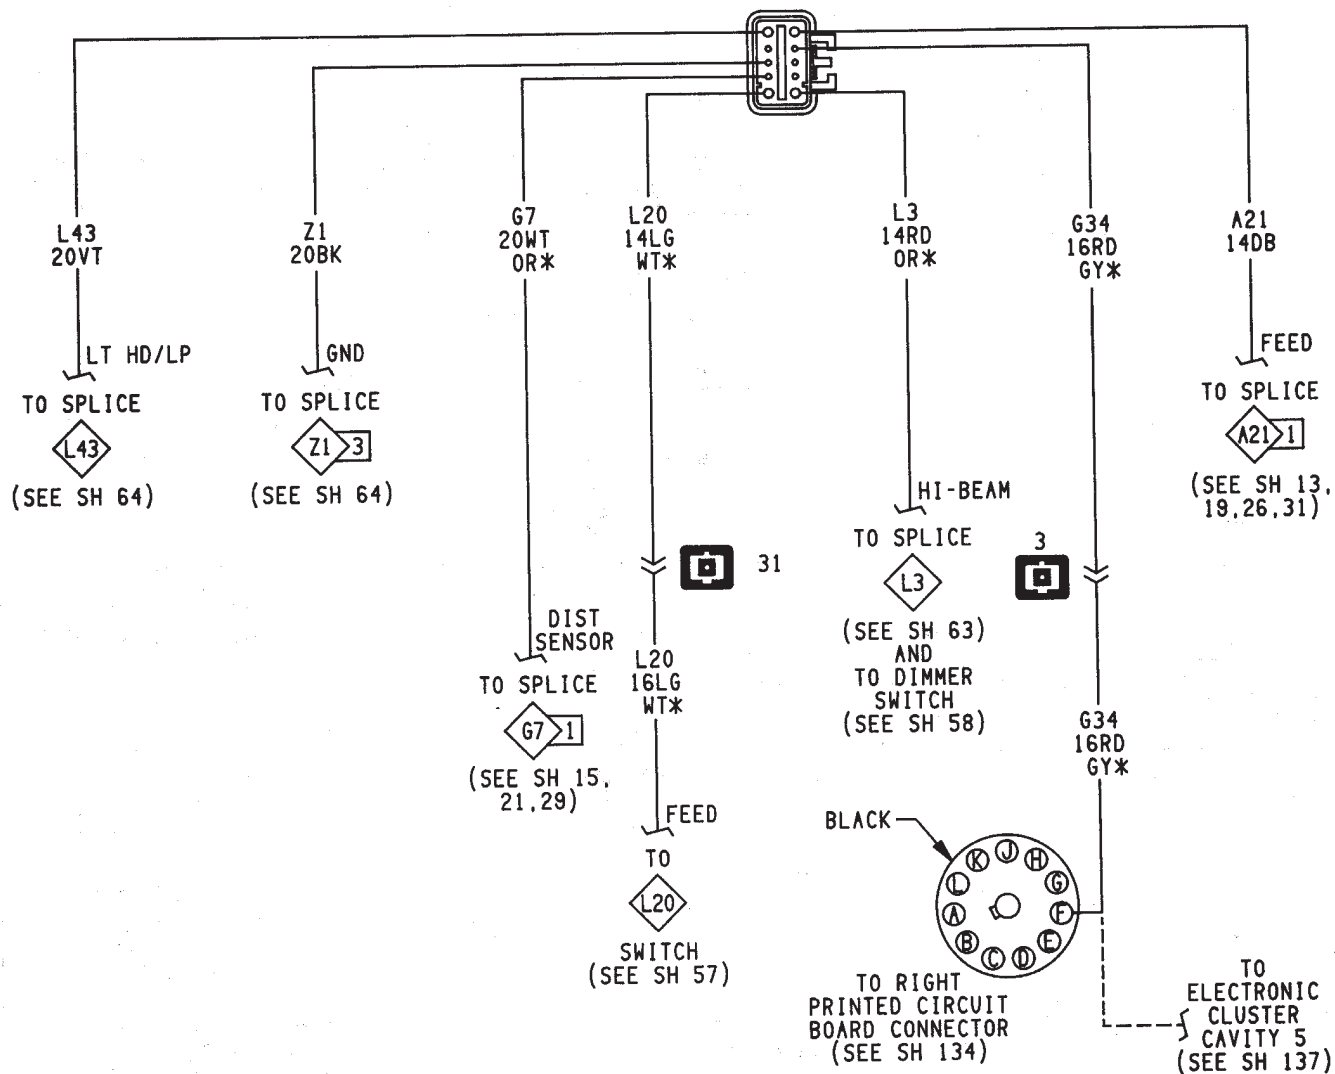 L43
20VT
LT HD/LP
TO SPLICE
L43
(SEE SH 64)
Z1
20BK
GND
TO SPLICE
Z1 3
(SEE SH 64)
G7
20WT
OR*
DIST
SENSOR
TO SPLICE
G7 1
(SEE SH 15,
21,29)
L20
14LG
WT*
31
L20
16LG
WT*
FEED
TO
L20
SWITCH
(SEE SH 57)
L3
14RD
OR*
HI-BEAM
TO SPLICE
L3
(SEE SH 63)
AND
TO DIMMER
SWITCH
(SEE SH 58)
G34
16RD
GY*
3
G34
16RD
GY*
A21
14DB
FEED
TO SPLICE
A21 1
(SEE SH 13,
19,26,31)
BLACK
J
K
H
L
G
A
F
B
E
C
D
TO RIGHT
PRINTED CIRCUIT
BOARD CONNECTOR
(SEE SH 134)
TO
ELECTRONIC
CLUSTER
CAVITY 5
(SEE SH 137)